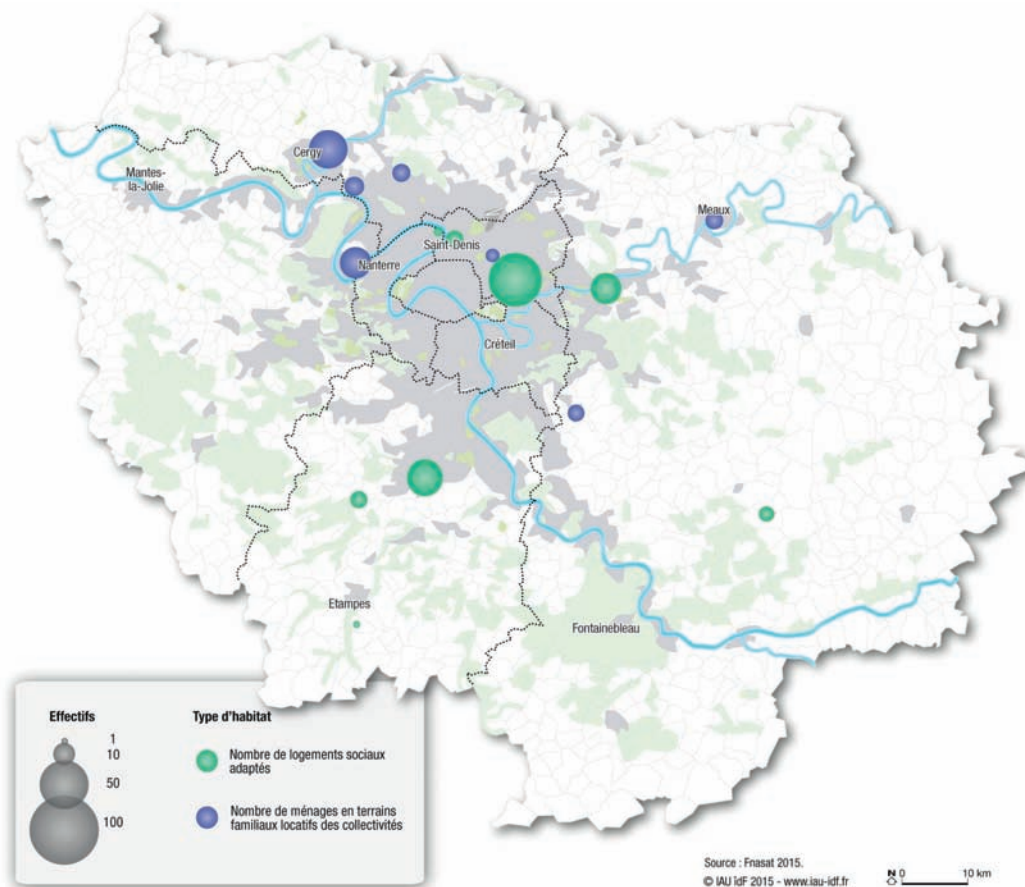 Cergy
Mantes-
la-Jolie
Meaux
Saint-Denis
Nanterre
Créteil
Etampes
Fontainebleau
Effectifs
1
10
50
100
Type d'habitat
Nombre de logements sociaux
adaptés
Nombre de ménages en terrains
familiaux locatifs des collectivités
Source : Fnasat 2015.
© IAU îdF 2015 - www.iau-idf.fr
N 0 10 km